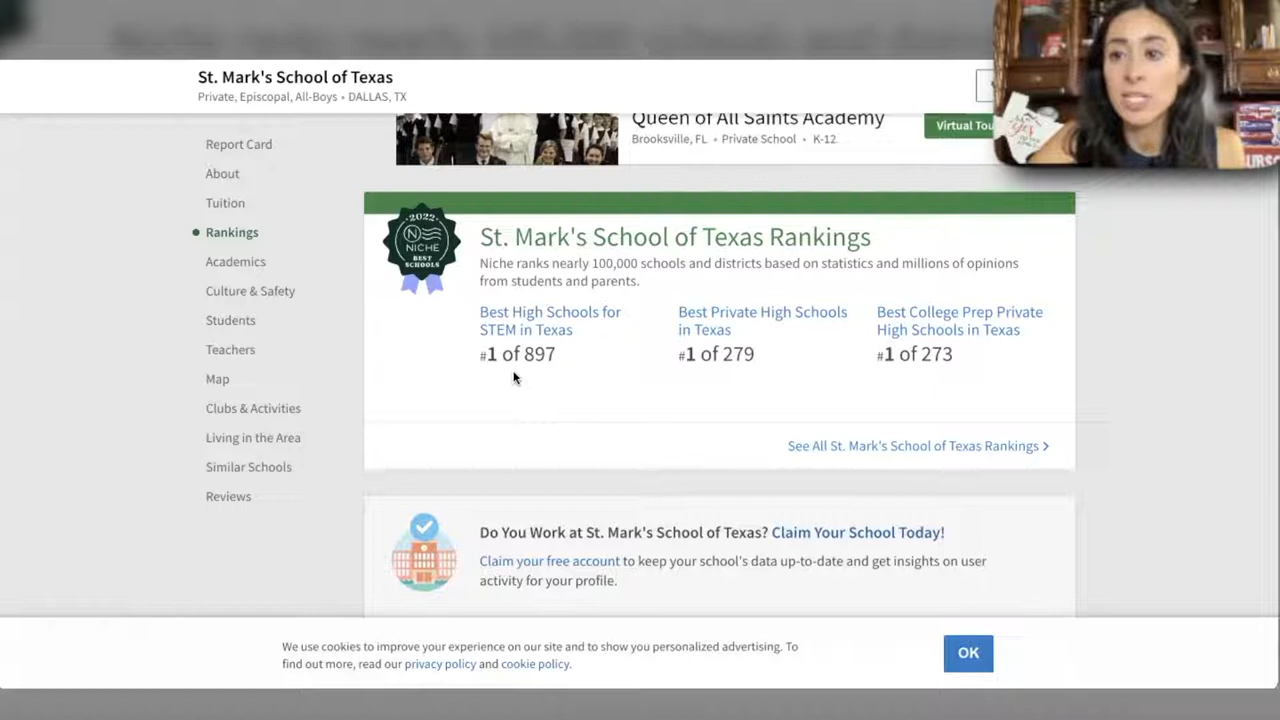 St. Mark's School of Texas
Private, Episcopal, All-Boys • DALLAS, TX
Queen of All Saints Academy
Brooksville, FL • Private School • K-12
Virtual Tou
Report Card
About
Tuition
Rankings
Academics
Culture & Safety
Students
Teachers
Map
Clubs & Activities
Living in the Area
Similar Schools
Reviews
2022
NICHE
BEST
SCHOOLS
St. Mark's School of Texas Rankings
Niche ranks nearly 100,000 schools and districts based on statistics and millions of opinions
from students and parents.
Best High Schools for
STEM in Texas
#1 of 897
Best Private High Schools
in Texas
#1 of 279
Best College Prep Private
High Schools in Texas
#1 of 273
See All St. Mark's School of Texas Rankings >
Do You Work at St. Mark's School of Texas? Claim Your School Today!
Claim your free account to keep your school's data up-to-date and get insights on user
activity for your profile.
We use cookies to improve your experience on our site and to show you personalized advertising. To
find out more, read our privacy policy and cookie policy.
OK